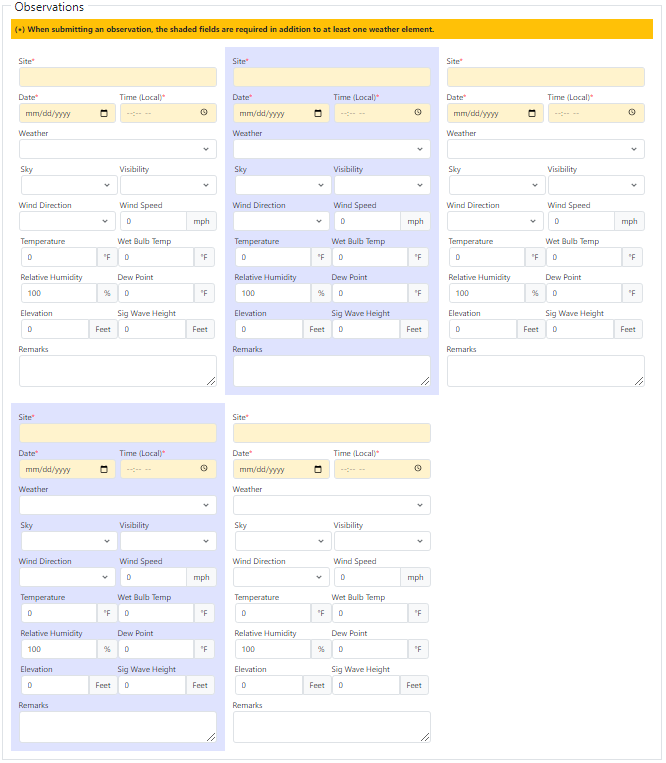 Observations
(*) When submitting an observation, the shaded fields are required in addition to at least one weather element.
Site*
Date* Time (Local)*
mm/dd/yyyy --:-- --
Weather
Sky Visibility
Wind Direction Wind Speed
0 mph
Temperature Wet Bulb Temp
0 °F 0 °F
Relative Humidity Dew Point
100 % 0 °F
Elevation Sig Wave Height
0 Feet 0 Feet
Remarks
Site*
Date* Time (Local)*
mm/dd/yyyy --:-- --
Weather
Sky Visibility
Wind Direction Wind Speed
0 mph
Temperature Wet Bulb Temp
0 °F 0 °F
Relative Humidity Dew Point
100 % 0 °F
Elevation Sig Wave Height
0 Feet 0 Feet
Remarks
Site*
Date* Time (Local)*
mm/dd/yyyy --:-- --
Weather
Sky Visibility
Wind Direction Wind Speed
0 mph
Temperature Wet Bulb Temp
0 °F 0 °F
Relative Humidity Dew Point
100 % 0 °F
Elevation Sig Wave Height
0 Feet 0 Feet
Remarks
Site*
Date* Time (Local)*
mm/dd/yyyy --:-- --
Weather
Sky Visibility
Wind Direction Wind Speed
0 mph
Temperature Wet Bulb Temp
0 °F 0 °F
Relative Humidity Dew Point
100 % 0 °F
Elevation Sig Wave Height
0 Feet 0 Feet
Remarks
Site*
Date* Time (Local)*
mm/dd/yyyy --:-- --
Weather
Sky Visibility
Wind Direction Wind Speed
0 mph
Temperature Wet Bulb Temp
0 °F 0 °F
Relative Humidity Dew Point
100 % 0 °F
Elevation Sig Wave Height
0 Feet 0 Feet
Remarks